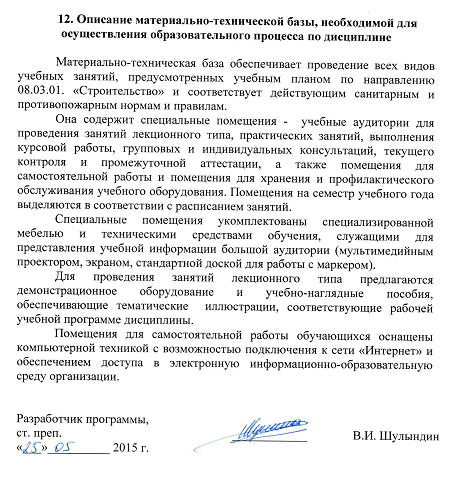 12. Описание материально-технической базы, необходимой для
осуществления образовательного процесса по дисциплине
Материально-техническая база обеспечивает проведение всех видов
учебных занятий, предусмотренных учебным планом по направлению
08.03.01. «Строительство» и соответствует действующим санитарным и
противопожарным нормам и правилам.
Она содержит специальные помещения - учебные аудитории для
проведения занятий лекционного типа, практических занятий, выполнения
курсовой работы, групповых и индивидуальных консультаций, текущего
контроля и промежуточной аттестации, а также помещения для
самостоятельной работы и помещения для хранения и профилактического
обслуживания учебного оборудования. Помещения на семестр учебного года
выделяются в соответствии с расписанием занятий.
Специальные помещения укомплектованы специализированной
мебелью и техническими средствами обучения, служащими для
представления учебной информации большой аудитории (мультимедийным
проектором, экраном, стандартной доской для работы с маркером).
Для проведения занятий лекционного типа предлагаются
демонстрационное оборудование и учебно-наглядные пособия,
обеспечивающие тематические иллюстрации, соответствующие рабочей
учебной программе дисциплины.
Помещения для самостоятельной работы обучающихся оснащены
компьютерной техникой с возможностью подключения к сети «Интернет» и
обеспечением доступа в электронную информационно-образовательную
среду организации.
Разработчик программы,
ст. преп. В.И. Шулындин
«25» 05 2015 г.